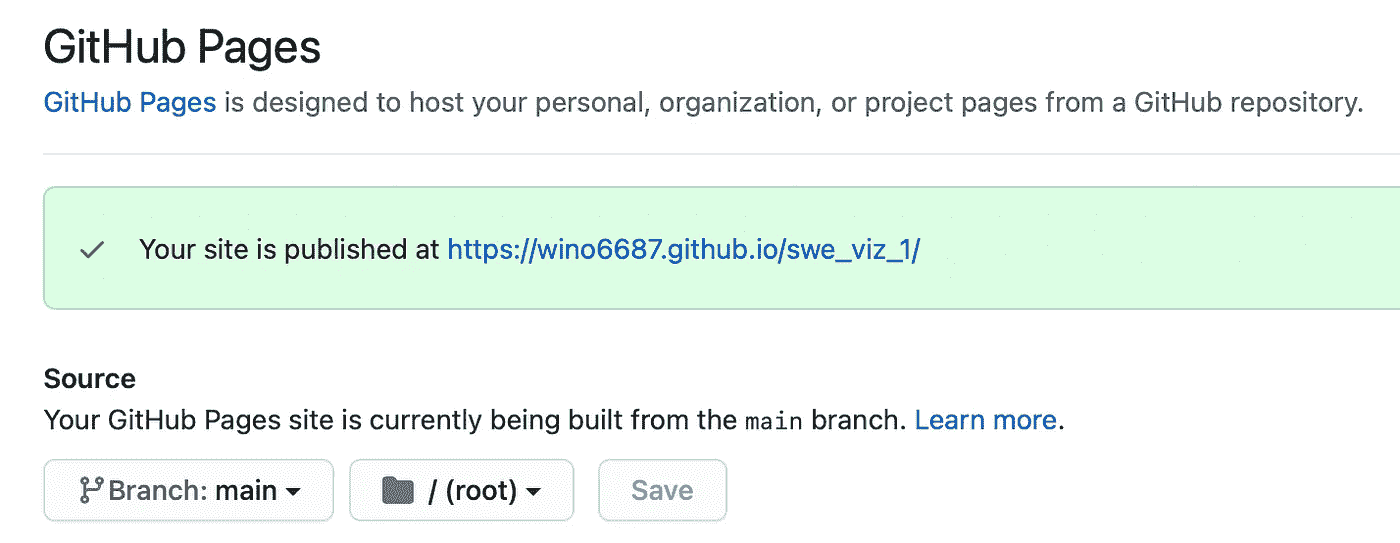 GitHub Pages
GitHub Pages is designed to host your personal, organization, or project pages from a GitHub repository.
Your site is published at https://wino6687.github.io/swe_viz_1/
Source
Your GitHub Pages site is currently being built from the main branch. Learn more.
Branch: main / (root) Save